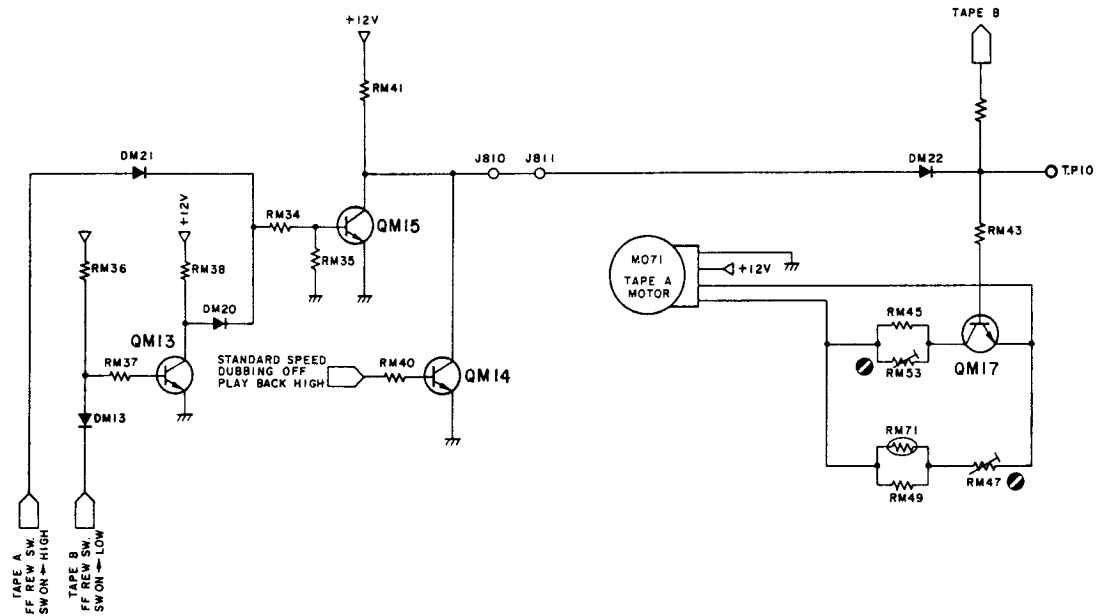 TAPE B
+12V
RM41
DM21
J810
J811
DM22
T.P10
+12V
RM34
QM15
RM43
RM36
RM38
RM35
M071
TAPE A
MOTOR
+12V
DM20
QM13
RM45
RM37
STANDARD SPEED
DUBBING OFF
PLAY BACK HIGH
RM40
QM14
RM53
QM17
DM13
RM71
RM49
RM47
TAPE A
FF REW SW.
SW ON ← HIGH
TAPE B
FF REW SW.
SW ON ← LOW